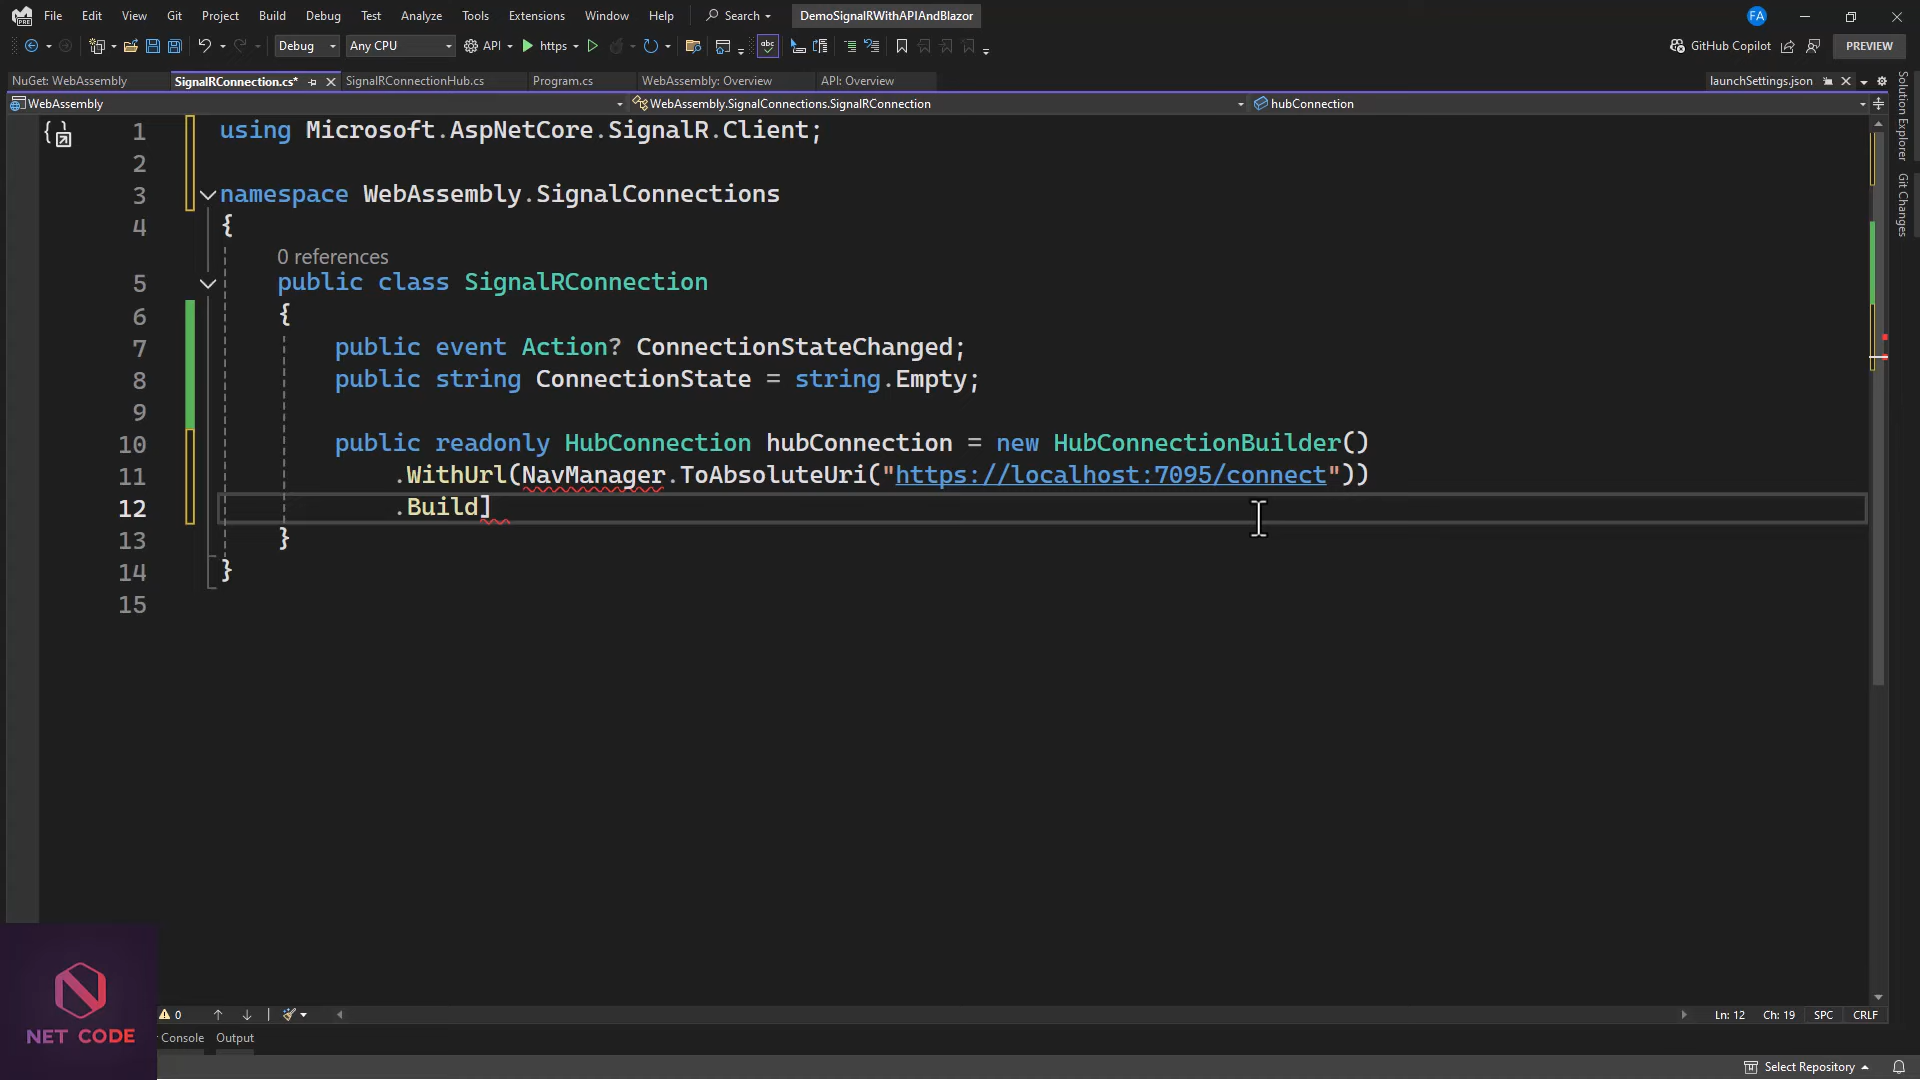 File Edit View Git Project Build Debug Test Analyze Tools Extensions Window Help Search DemoSignalRWithAPIAndBlazor FA
Debug Any CPU API https GitHub Copilot PREVIEW
NuGet: WebAssembly SignalRConnection.cs* SignalRConnectionHub.cs Program.cs WebAssembly: Overview API: Overview launchSettings.json
WebAssembly WebAssembly.SignalConnections.SignalRConnection hubConnection
Solution Explorer
Git Changes
1 using Microsoft.AspNetCore.SignalR.Client;
2
3 namespace WebAssembly.SignalConnections
4 {
0 references
5 public class SignalRConnection
6 {
7 public event Action? ConnectionStateChanged;
8 public string ConnectionState = string.Empty;
9
10 public readonly HubConnection hubConnection = new HubConnectionBuilder()
11 .WithUrl(NavManager.ToAbsoluteUri("https://localhost:7095/connect"))
12 .Build]
13 }
14 }
15
NET CODE
0 Ln: 12 Ch: 19 SPC CRLF
Console Output
Select Repository